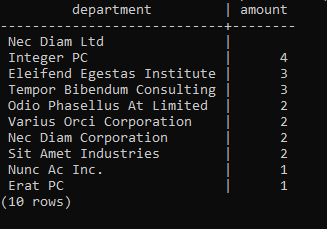 department | amount
----------------------------+--------
Nec Diam Ltd |
Integer PC | 4
Eleifend Egestas Institute | 3
Tempor Bibendum Consulting | 3
Odio Phasellus At Limited | 2
Varius Orci Corporation | 2
Nec Diam Corporation | 2
Sit Amet Industries | 2
Nunc Ac Inc. | 1
Erat PC | 1
(10 rows)